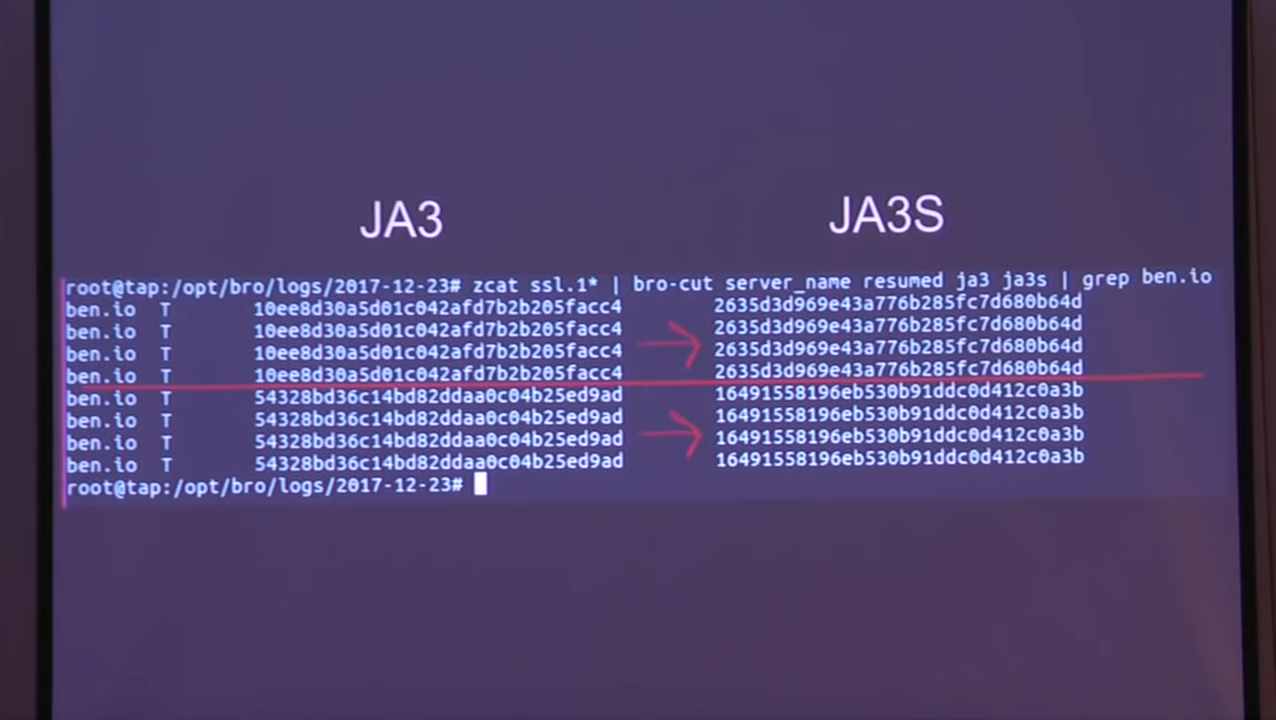 JA3 JA3S
root@tap:/opt/bro/logs/2017-12-23# zcat ssl.1* | bro-cut server_name resumed ja3 ja3s | grep ben.io
ben.io T 10ee8d30a5d01c042afd7b2b205facc4 2635d3d969e43a776b285fc7d680b64d
ben.io T 10ee8d30a5d01c042afd7b2b205facc4 2635d3d969e43a776b285fc7d680b64d
ben.io T 10ee8d30a5d01c042afd7b2b205facc4 2635d3d969e43a776b285fc7d680b64d
ben.io T 10ee8d30a5d01c042afd7b2b205facc4 2635d3d969e43a776b285fc7d680b64d
ben.io T 54328bd36c14bd82ddaa0c04b25ed9ad 16491558196eb530b91ddc0d412c0a3b
ben.io T 54328bd36c14bd82ddaa0c04b25ed9ad 16491558196eb530b91ddc0d412c0a3b
ben.io T 54328bd36c14bd82ddaa0c04b25ed9ad 16491558196eb530b91ddc0d412c0a3b
ben.io T 54328bd36c14bd82ddaa0c04b25ed9ad 16491558196eb530b91ddc0d412c0a3b
root@tap:/opt/bro/logs/2017-12-23#